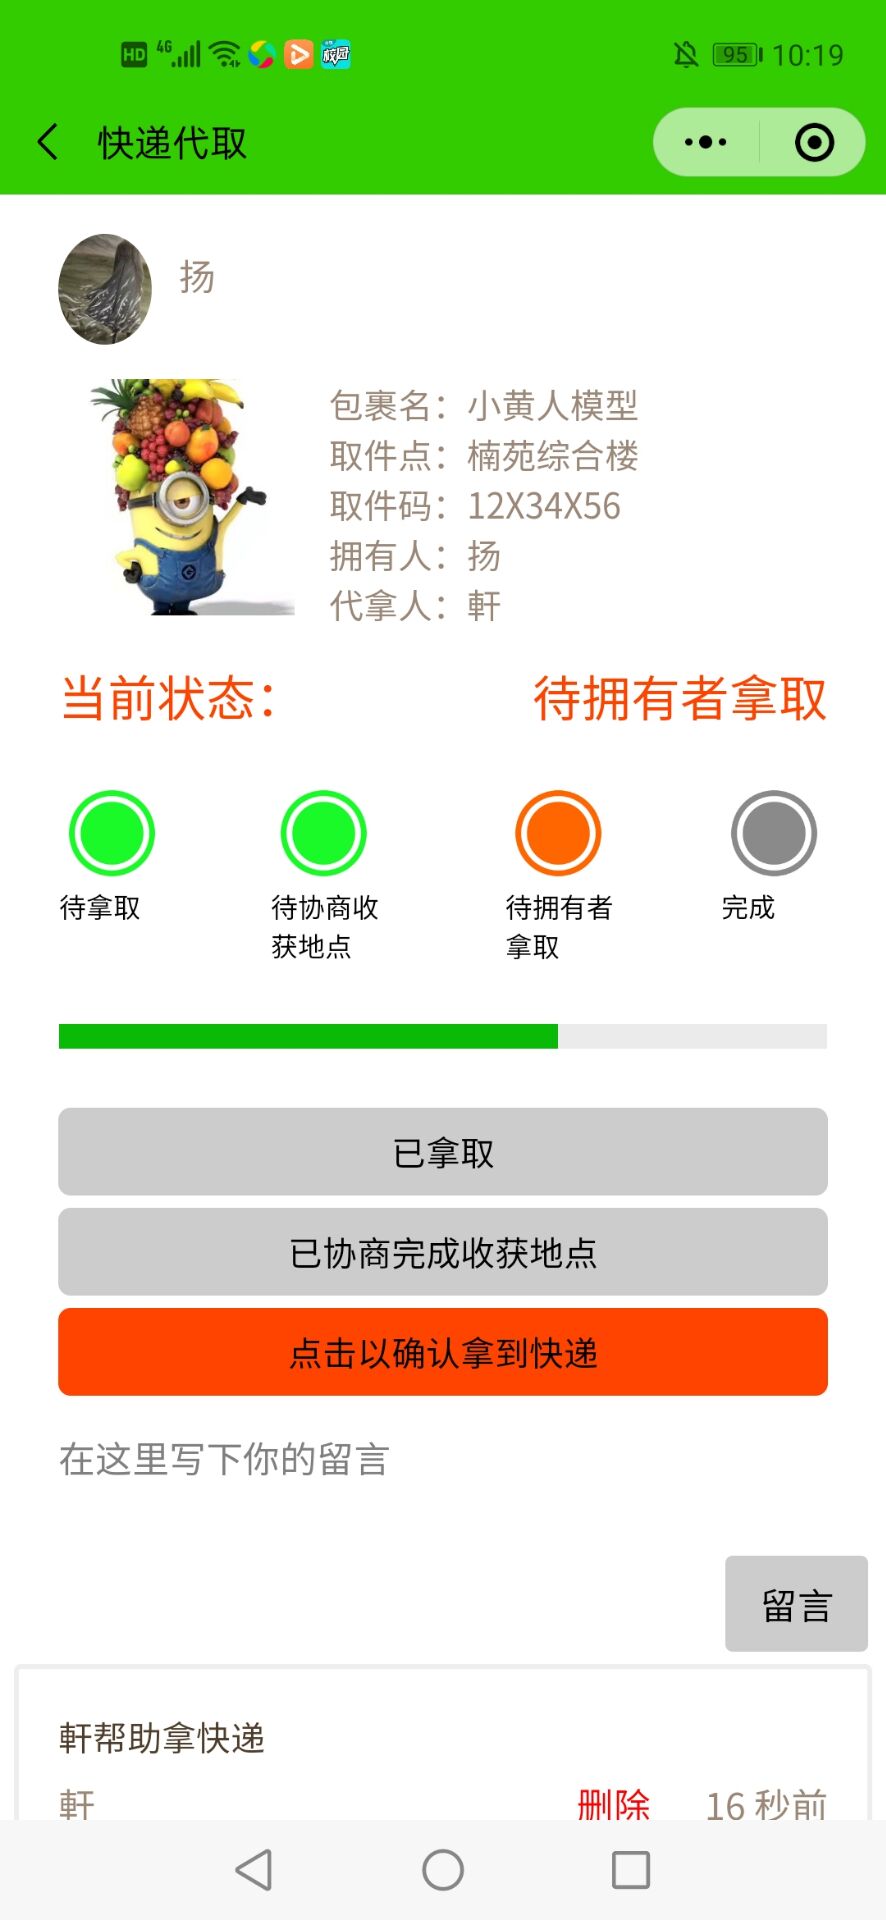 HD 4G 校园 95 10:19
快递代取
扬
包裹名：小黄人模型
取件点：楠苑综合楼
取件码：12X34X56
拥有人：扬
代拿人：軒
当前状态：
待拥有者拿取
待拿取
待协商收
获地点
待拥有者
拿取
完成
已拿取
已协商完成收获地点
点击以确认拿到快递
在这里写下你的留言
留言
軒帮助拿快递
軒 删除 16 秒前